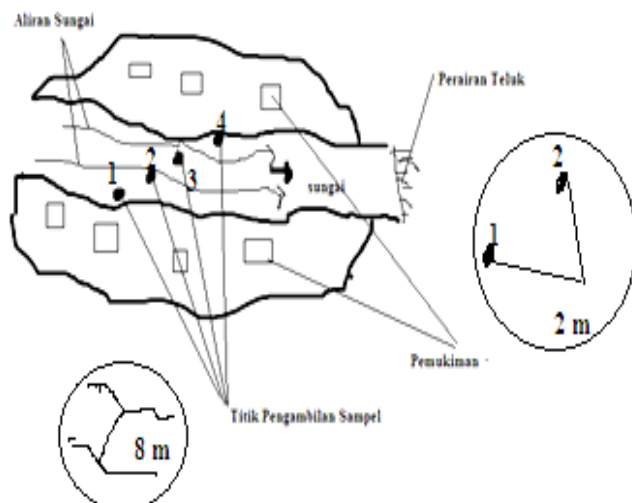 Aliran Sungai
Perairan Teluk
4
2
1
3
sungai
2
1
2 m
Pemukiman
Titik Pengambilan Sampel
8 m